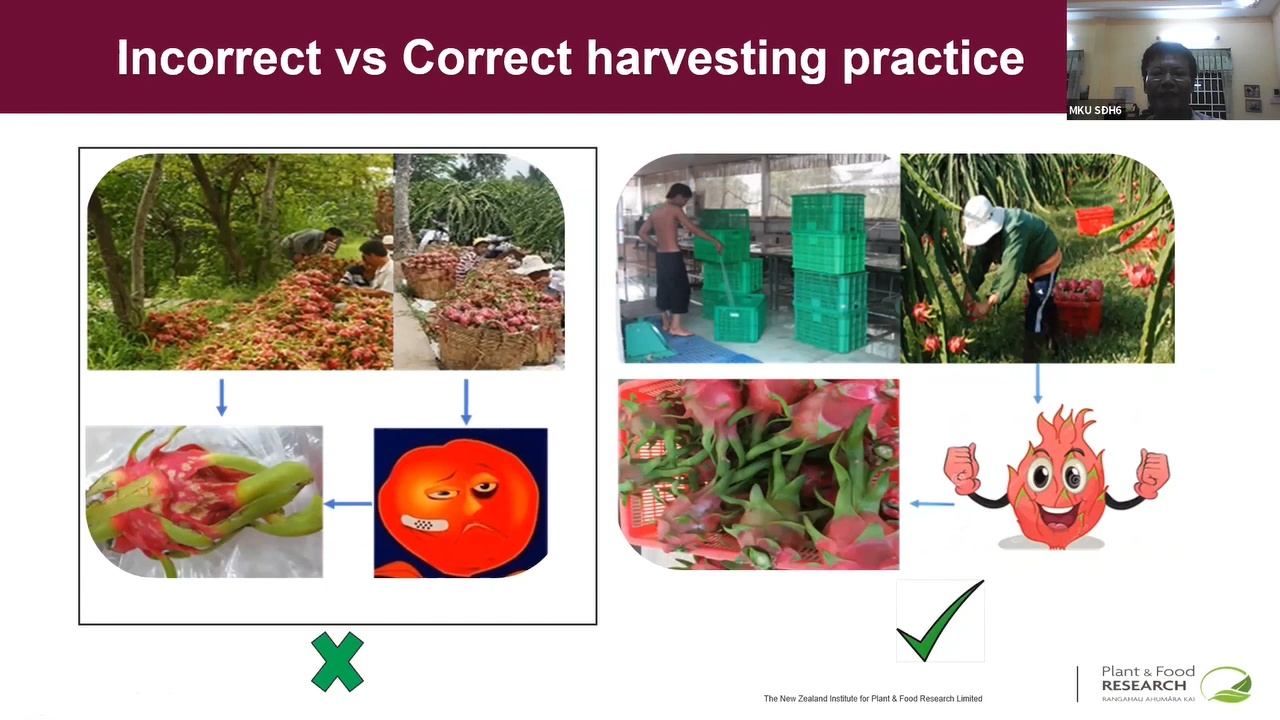 Incorrect vs Correct harvesting practice
MKU SĐH6
The New Zealand Institute for Plant & Food Research Limited
Plant & Food
RESEARCH
RANGAHAU AHUMĀRA KAI